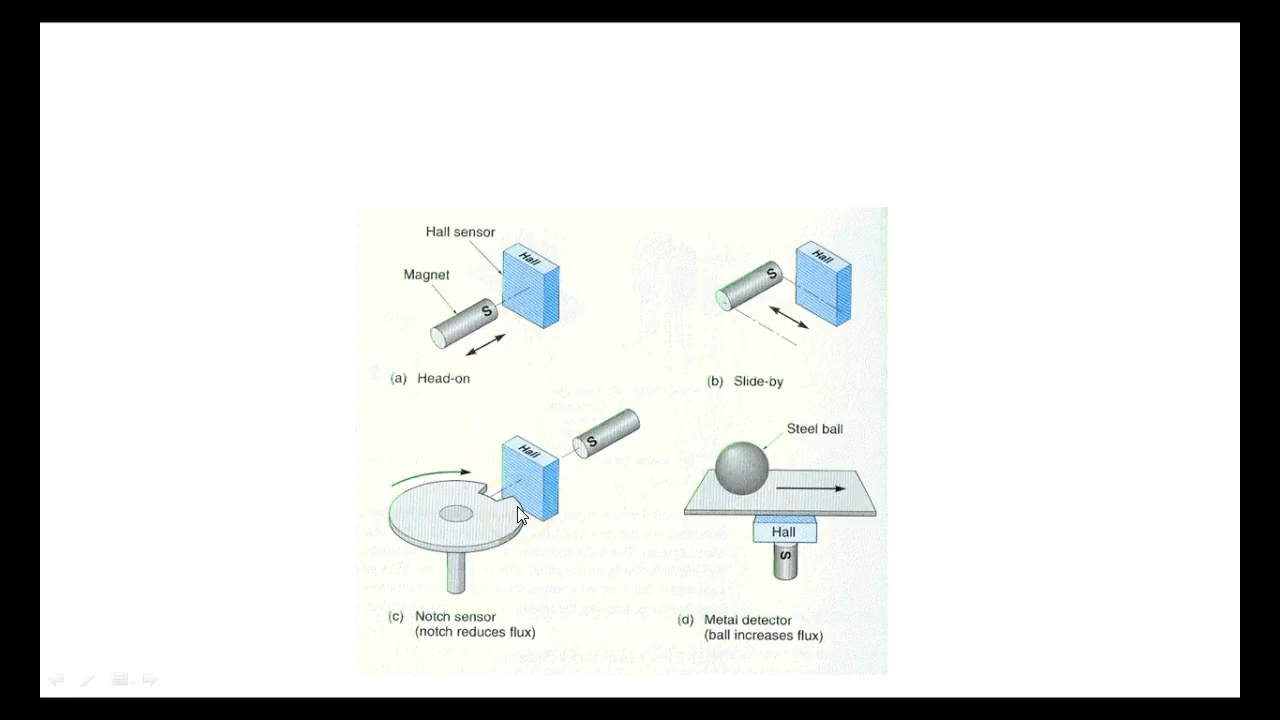 Hall sensor
Hall
Magnet
S
(a) Head-on
Hall
S
(b) Slide-by
Hall
S
(c) Notch sensor
(notch reduces flux)
Steel ball
Hall
S
(d) Metal detector
(ball increases flux)